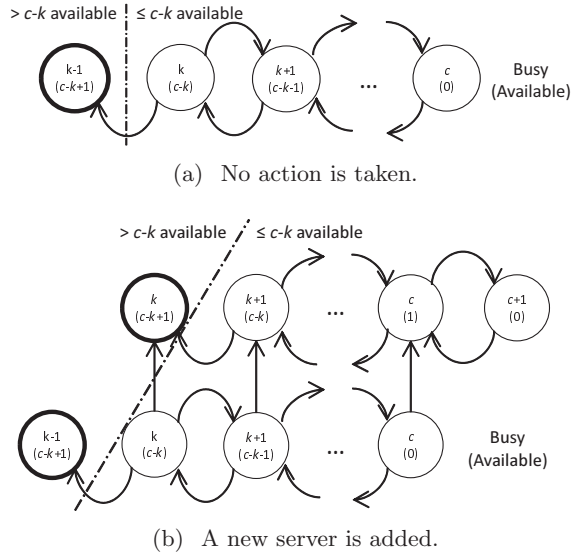 > c-k available ≤ c-k available
k-1 k k+1 c Busy
(c-k+1) (c-k) (c-k-1) ... (0) (Available)
(a) No action is taken.
> c-k available ≤ c-k available
k k+1 c c+1
(c-k+1) (c-k) ... (1) (0)
k-1 k k+1 c Busy
(c-k+1) (c-k) (c-k-1) ... (0) (Available)
(b) A new server is added.